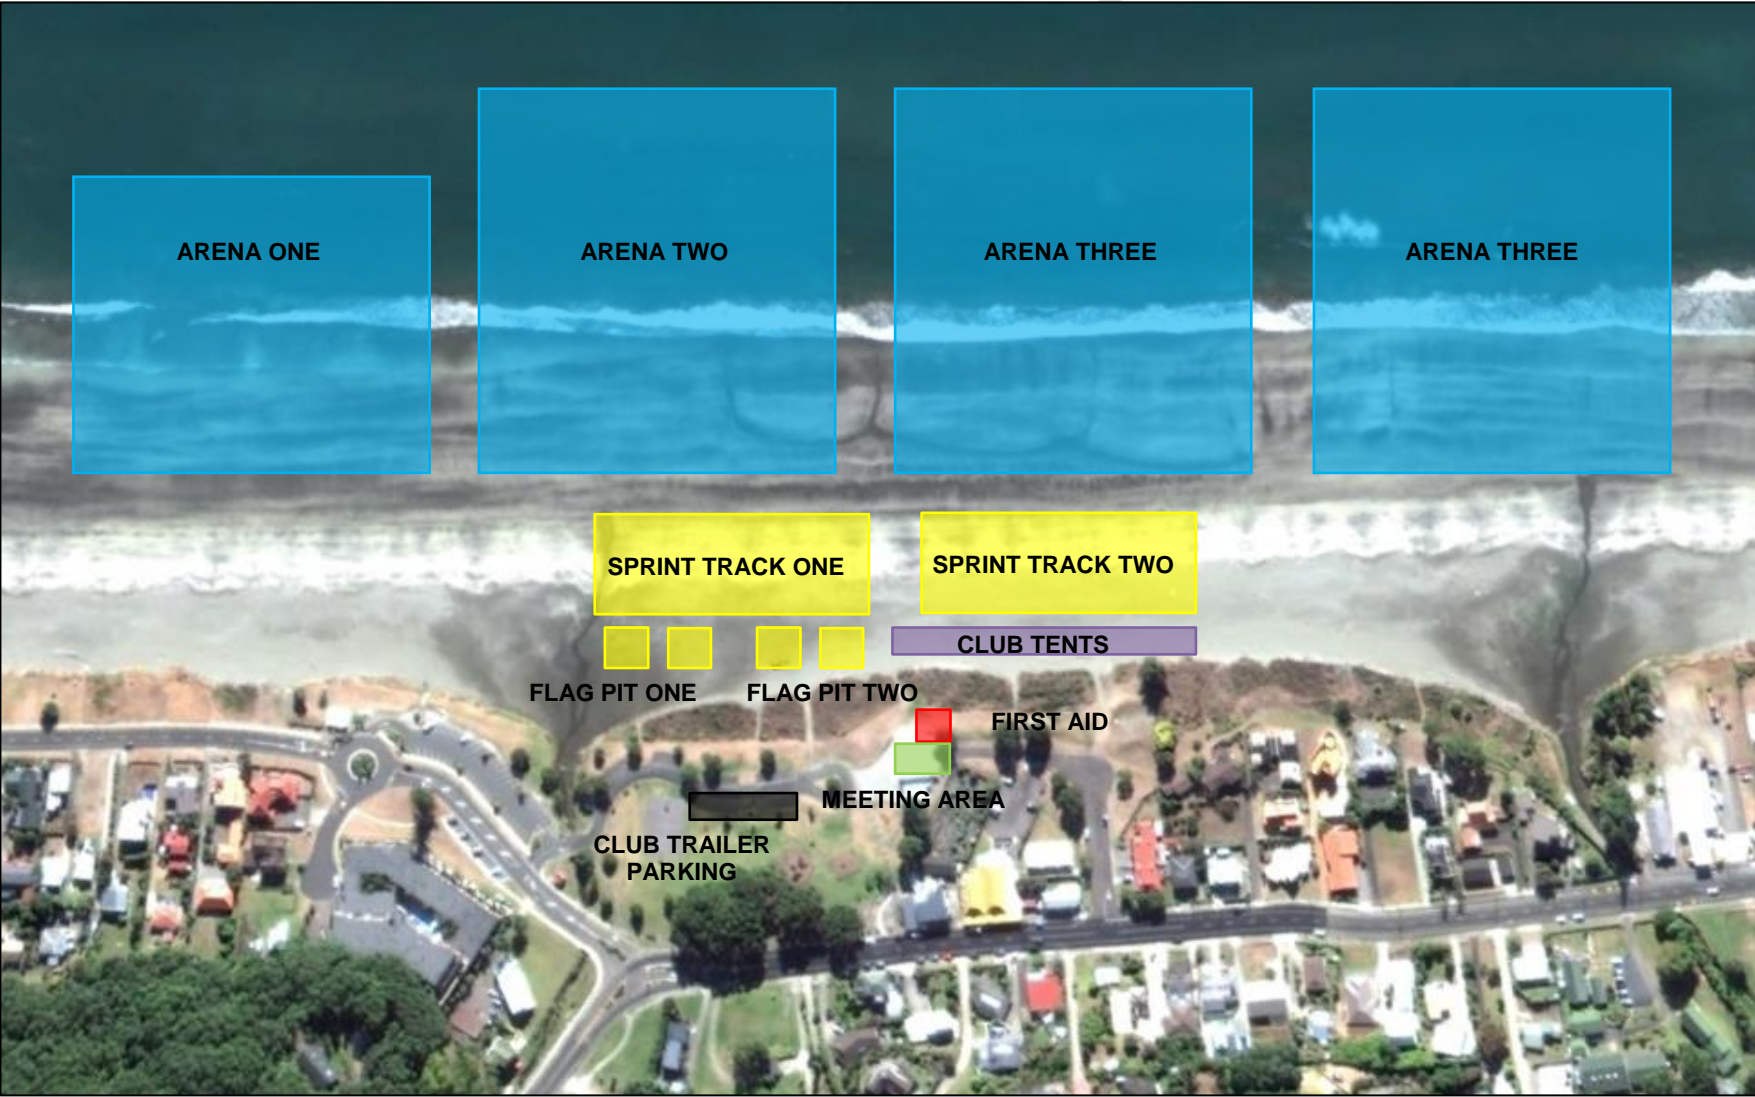 ARENA ONE
ARENA TWO
ARENA THREE
ARENA THREE
SPRINT TRACK ONE
SPRINT TRACK TWO
CLUB TENTS
FLAG PIT ONE
FLAG PIT TWO
FIRST AID
MEETING AREA
CLUB TRAILER
PARKING